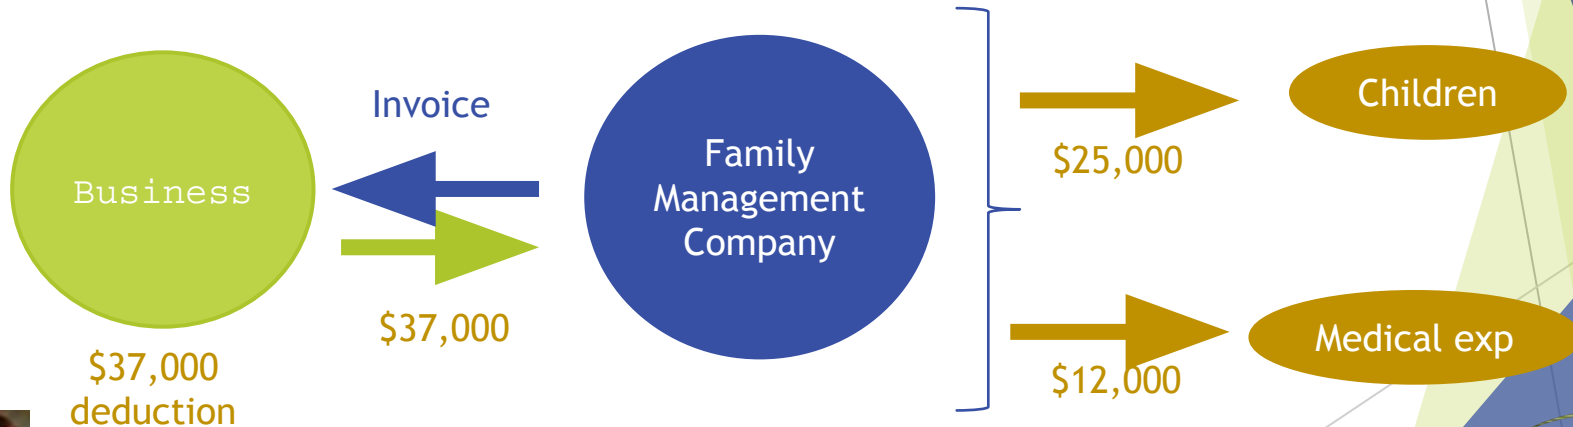 Business
$37,000
deduction
Invoice
$37,000
Family
Management
Company
$25,000
Children
$12,000
Medical exp